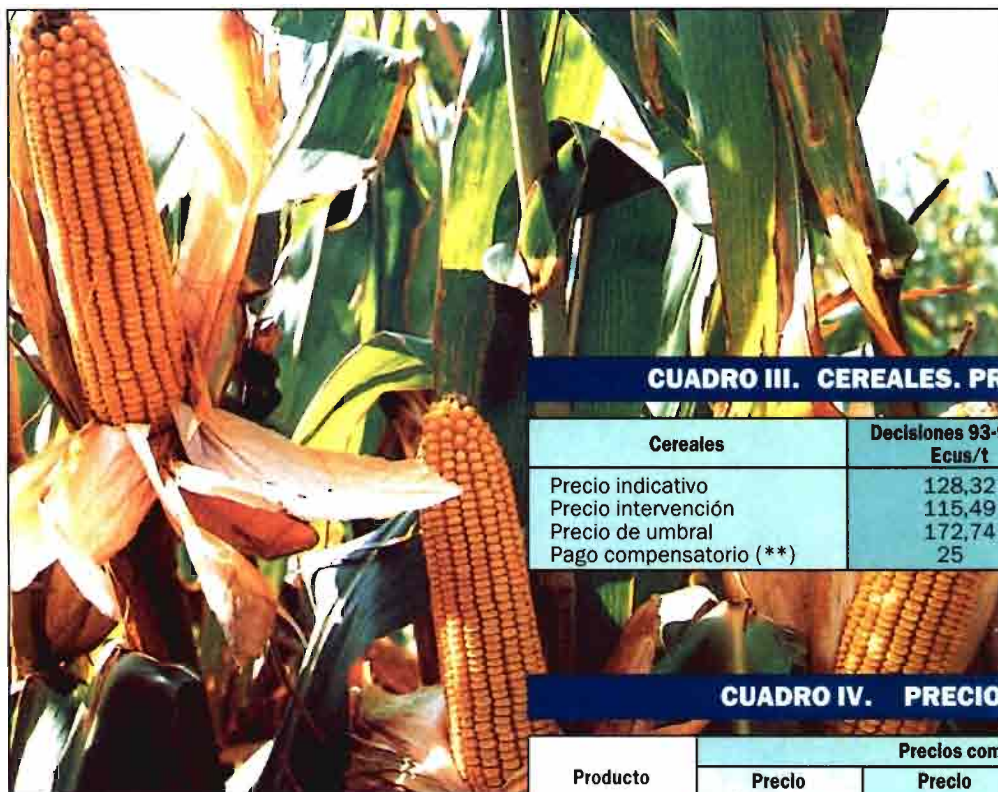 CUADRO III. CEREALES. PR
Cereales
Decisiones 93-
Ecus/t
Precio indicativo 128,32
Precio intervención 115,49
Precio de umbral 172,74
Pago compensatorio (**) 25
CUADRO IV. PRECIO
Precios com
Producto Precio Precio